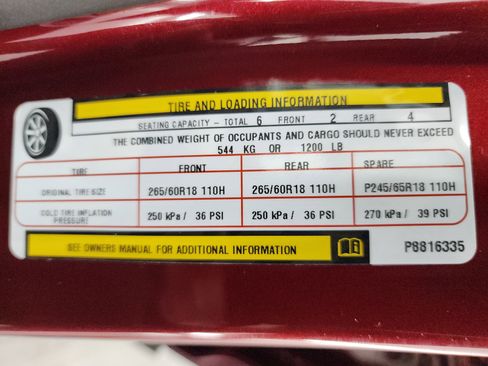 TIRE AND LOADING INFORMATION
SEATING CAPACITY - TOTAL 6 FRONT 2 REAR 4
THE COMBINED WEIGHT OF OCCUPANTS AND CARGO SHOULD NEVER EXCEED
544 KG OR 1200 LB
TIRE FRONT REAR SPARE
ORIGINAL TIRE SIZE 265/60R18 110H 265/60R18 110H P245/65R18 110H
COLD TIRE INFLATION PRESSURE 250 kPa / 36 PSI 250 kPa / 36 PSI 270 kPa / 39 PSI
SEE OWNERS MANUAL FOR ADDITIONAL INFORMATION P8816335